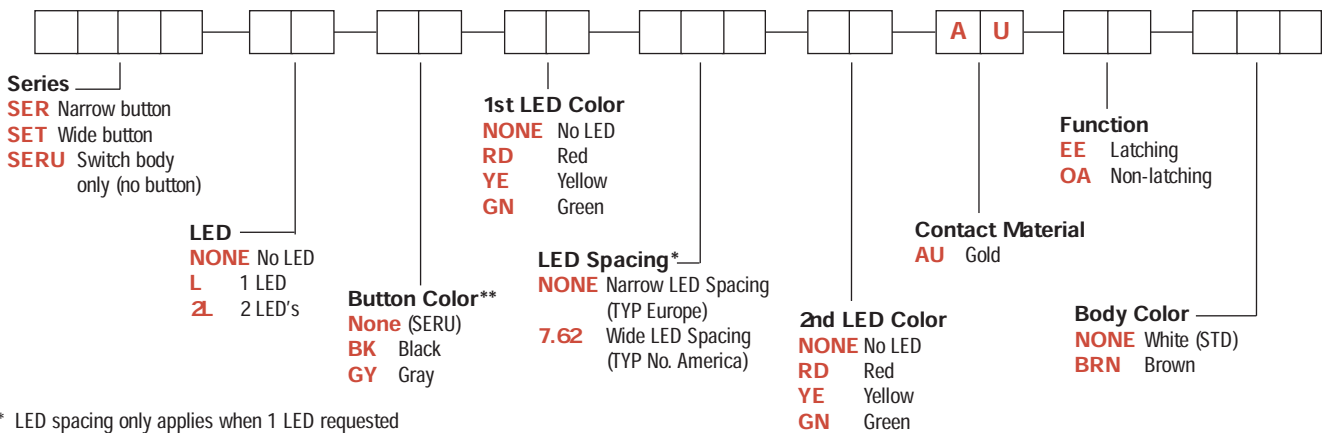 A U
Series
SER Narrow button
SET Wide button
SERU Switch body
only (no button)
LED
NONE No LED
L 1 LED
2L 2 LED's
Button Color**
None (SERU)
BK Black
GY Gray
1st LED Color
NONE No LED
RD Red
YE Yellow
GN Green
LED Spacing*
NONE Narrow LED Spacing
(TYP Europe)
7.62 Wide LED Spacing
(TYP No. America)
2nd LED Color
NONE No LED
RD Red
YE Yellow
GN Green
Contact Material
AU Gold
Function
EE Latching
OA Non-latching
Body Color
NONE White (STD)
BRN Brown
* LED spacing only applies when 1 LED requested